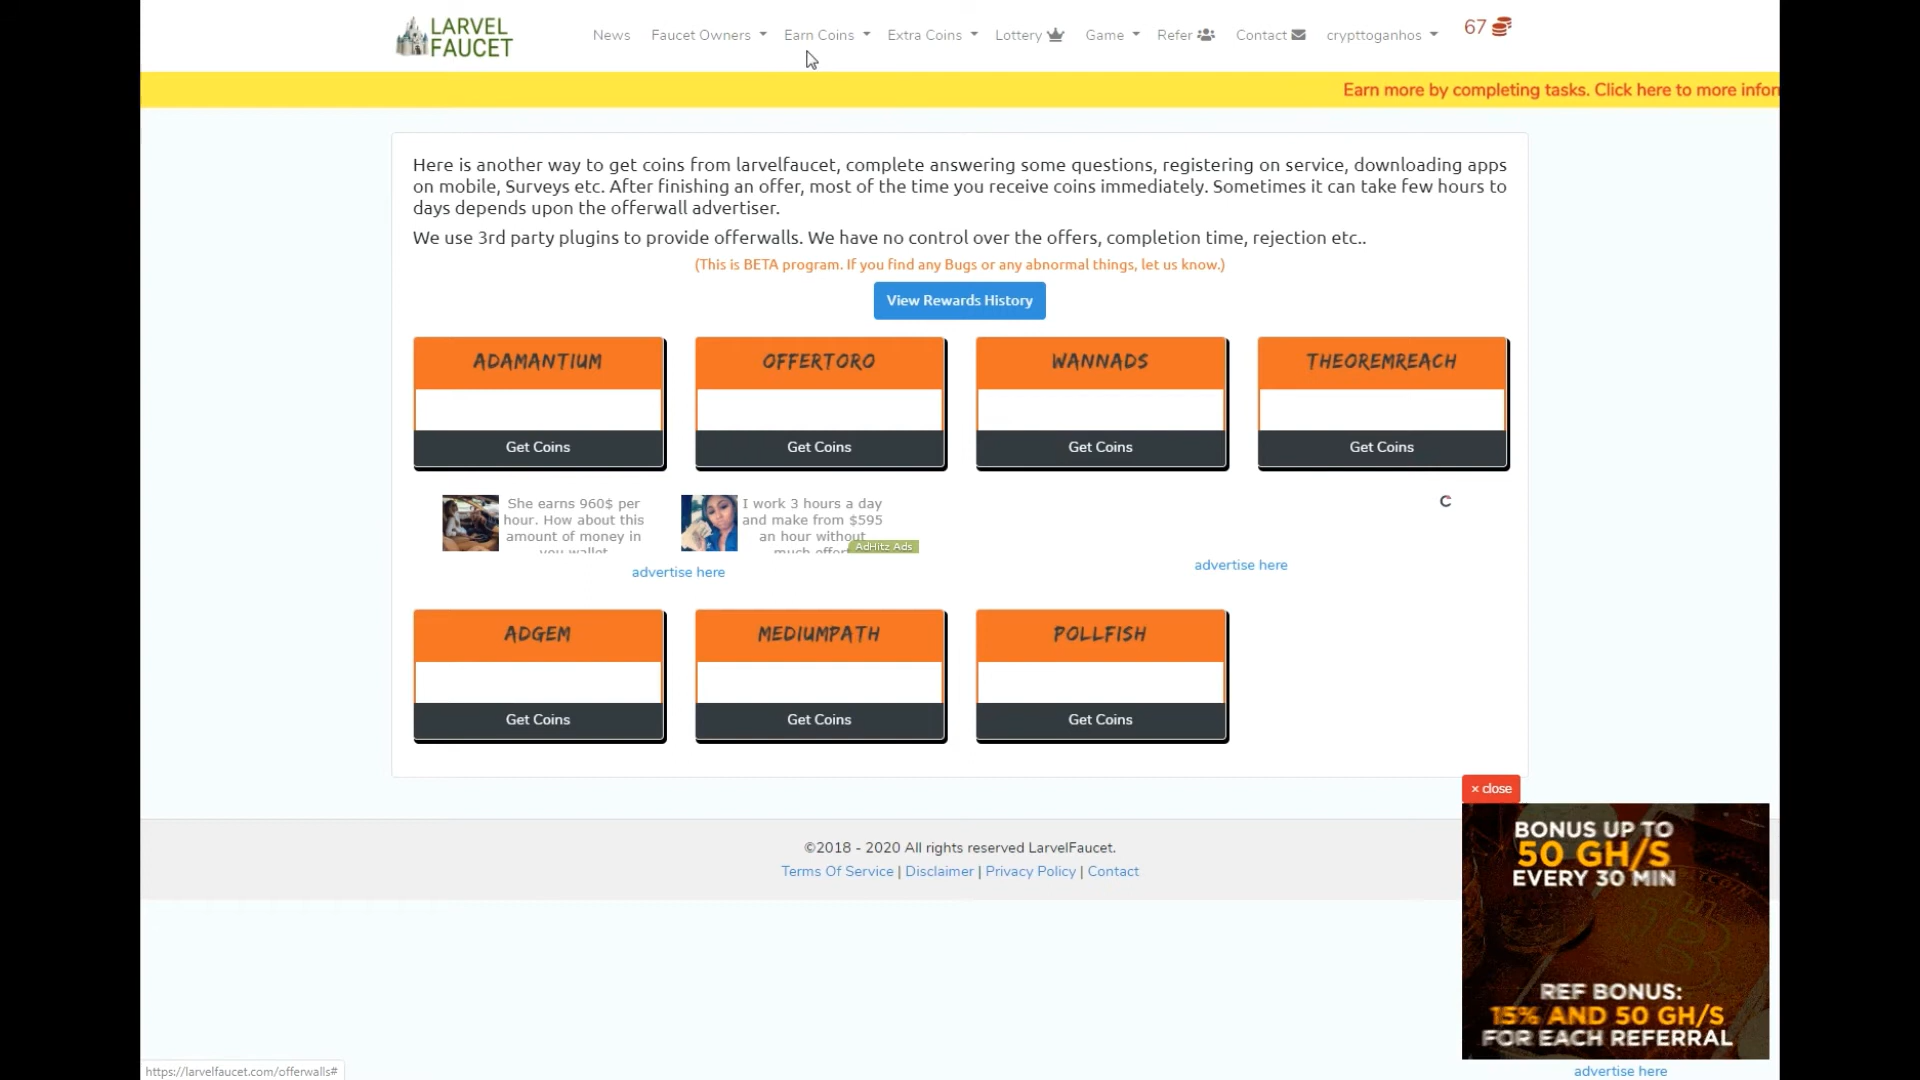 LARVEL
FAUCET
News
Faucet Owners
Earn Coins
Extra Coins
Lottery
Game
Refer
Contact
crypttoganhos
67
Earn more by completing tasks. Click here to more infor
Here is another way to get coins from larvelfaucet, complete answering some questions, registering on service, downloading apps
on mobile, Surveys etc. After finishing an offer, most of the time you receive coins immediately. Sometimes it can take few hours to
days depends upon the offerwall advertiser.
We use 3rd party plugins to provide offerwalls. We have no control over the offers, completion time, rejection etc..
(This is BETA program. If you find any Bugs or any abnormal things, let us know.)
View Rewards History
ADAMANTIUM
OFFERTORO
WANNADS
THEOREMREACH
Get Coins
Get Coins
Get Coins
Get Coins
She earns 960$ per
hour. How about this
amount of money in
you wallet
I work 3 hours a day
and make from $595
an hour without
much effort
AdHitz Ads
advertise here
advertise here
ADGEM
MEDIUMPATH
POLLFISH
Get Coins
Get Coins
Get Coins
× close
BONUS UP TO
50 GH/S
EVERY 30 MIN
REF BONUS:
15% AND 50 GH/S
FOR EACH REFERRAL
advertise here
©2018 - 2020 All rights reserved LarvelFaucet.
Terms Of Service | Disclaimer | Privacy Policy | Contact
https://larvelfaucet.com/offerwalls#